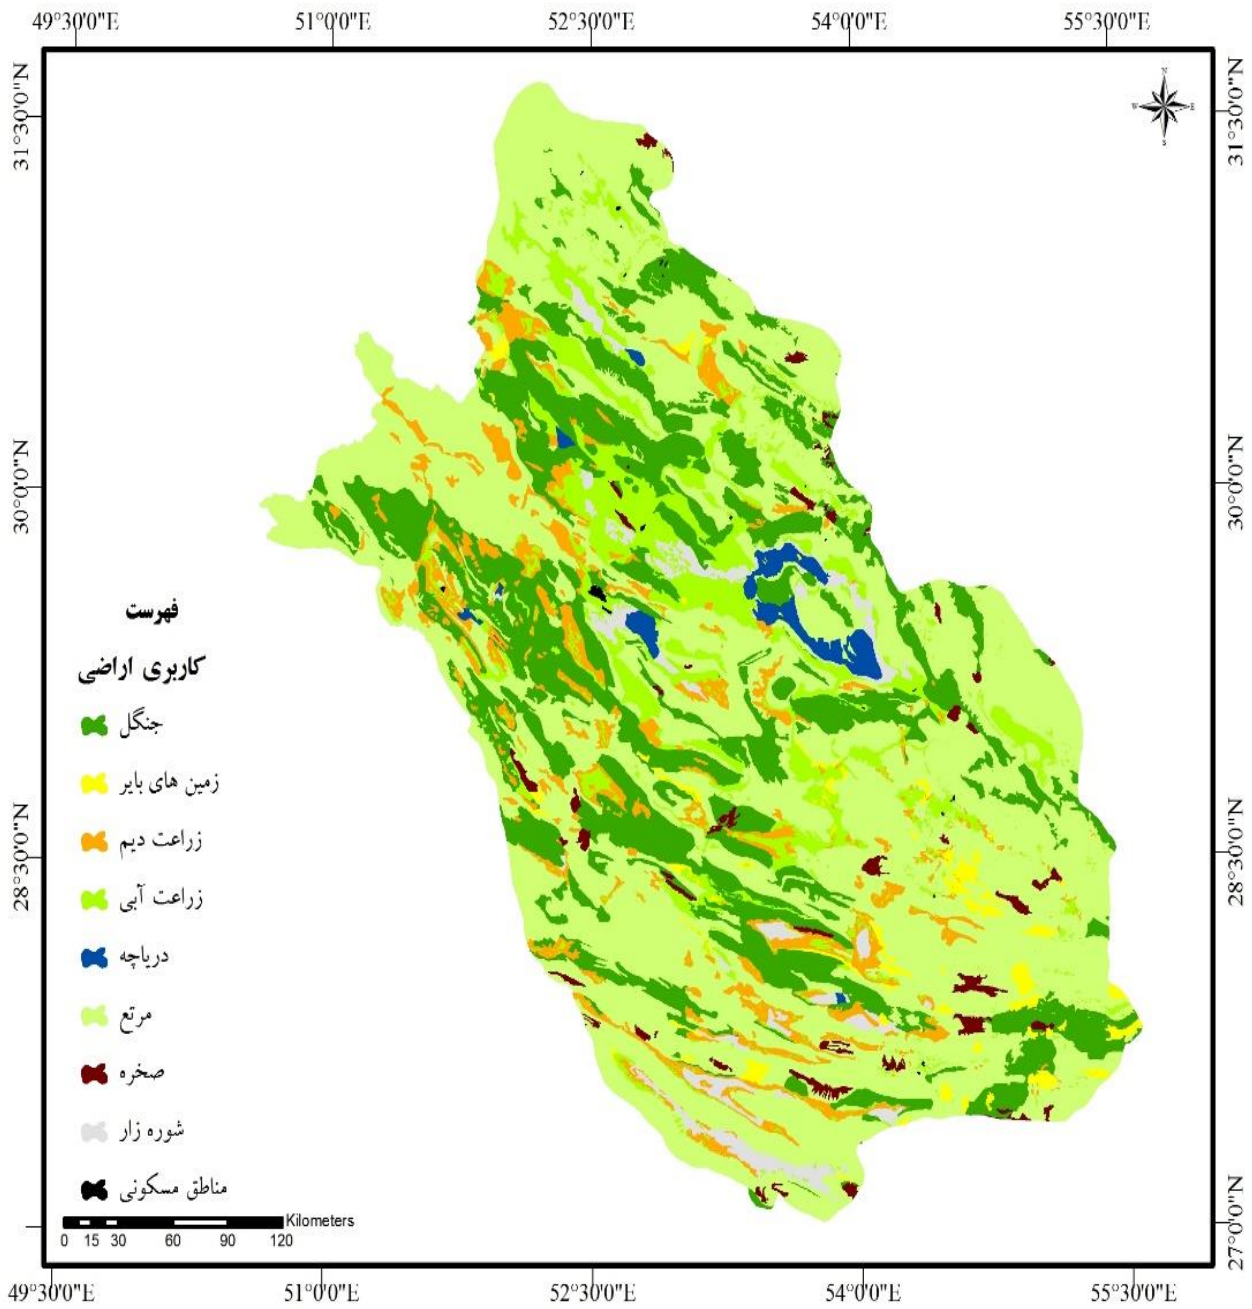 49°30'0"E 51°0'0"E 52°30'0"E 54°0'0"E 55°30'0"E
31°30'0"N
31°30'0"N
N
W E
S
30°0'0"N
30°0'0"N
فهرست
کاربری اراضی
جنگل
زمین های بایر
زراعت دیم
زراعت آبی
دریاچه
مرتع
صخره
شوره زار
مناطق مسکونی
28°30'0"N
28°30'0"N
27°0'0"N
Kilometers
0 15 30 60 90 120
49°30'0"E 51°0'0"E 52°30'0"E 54°0'0"E 55°30'0"E